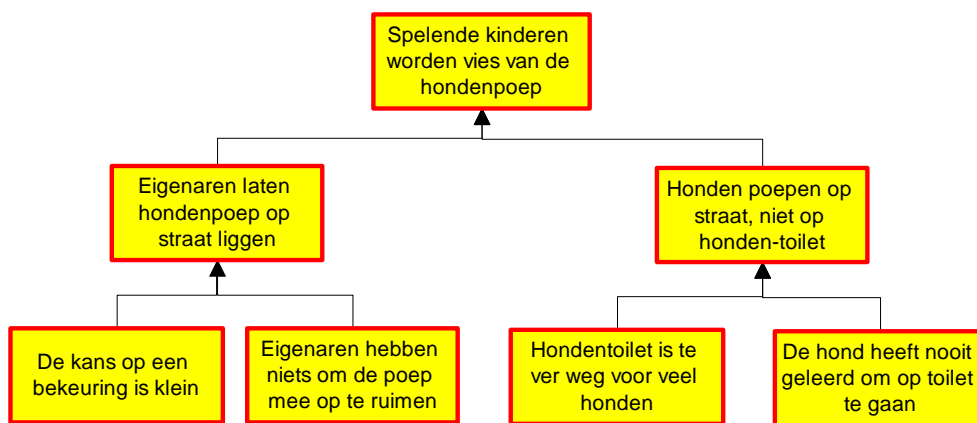 Spelende kinderen
worden vies van de
hondenpoep
Eigenaren laten
hondenpoep op
straat liggen
Honden poepen op
straat, niet op
honden-toilet
De kans op een
bekeuring is klein
Eigenaren hebben
niets om de poep
mee op te ruimen
Hondentoilet is te
ver weg voor veel
honden
De hond heeft nooit
geleerd om op toilet
te gaan